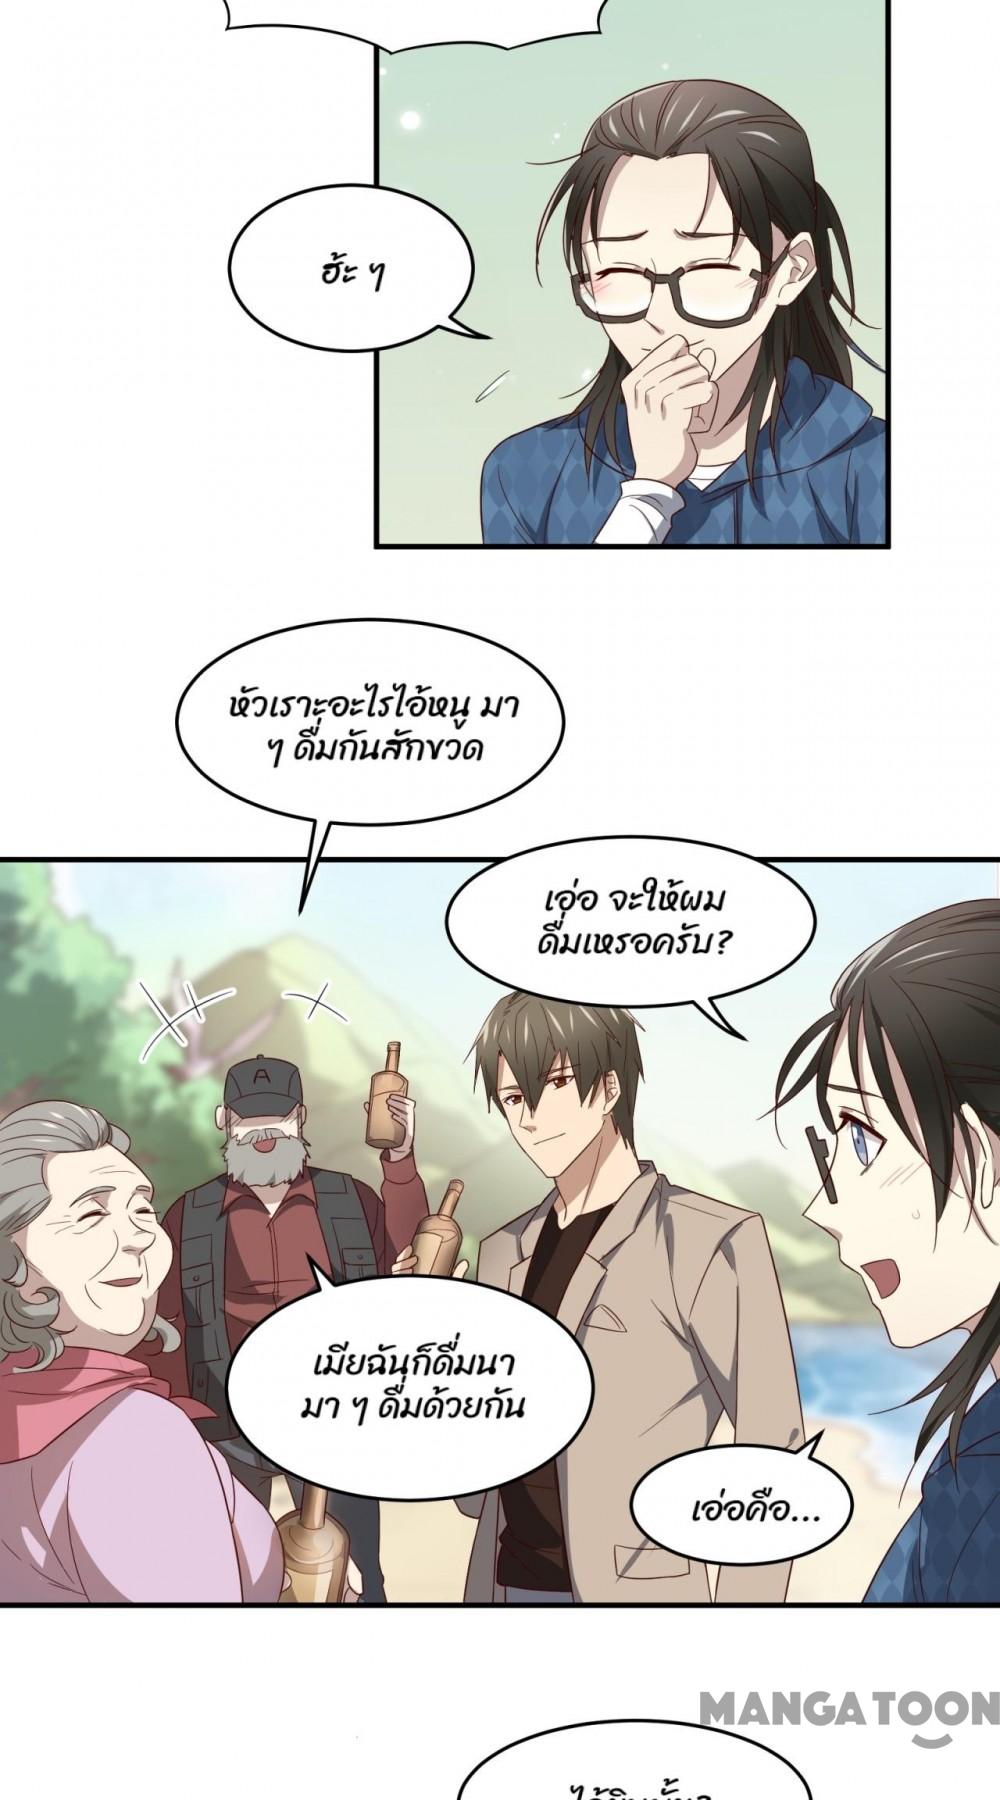 ฮ้ะ ๆ
หัวเราะอะไรไอ้หนู มา
ๆ ดื่มกันสักขวด
เอ่อ จะให้ผม
ดื่มเหรอครับ?
A
เมียฉันก็ดื่มนา
มา ๆ ดื่มด้วยกัน
เอ่อคือ...
MANGATOON